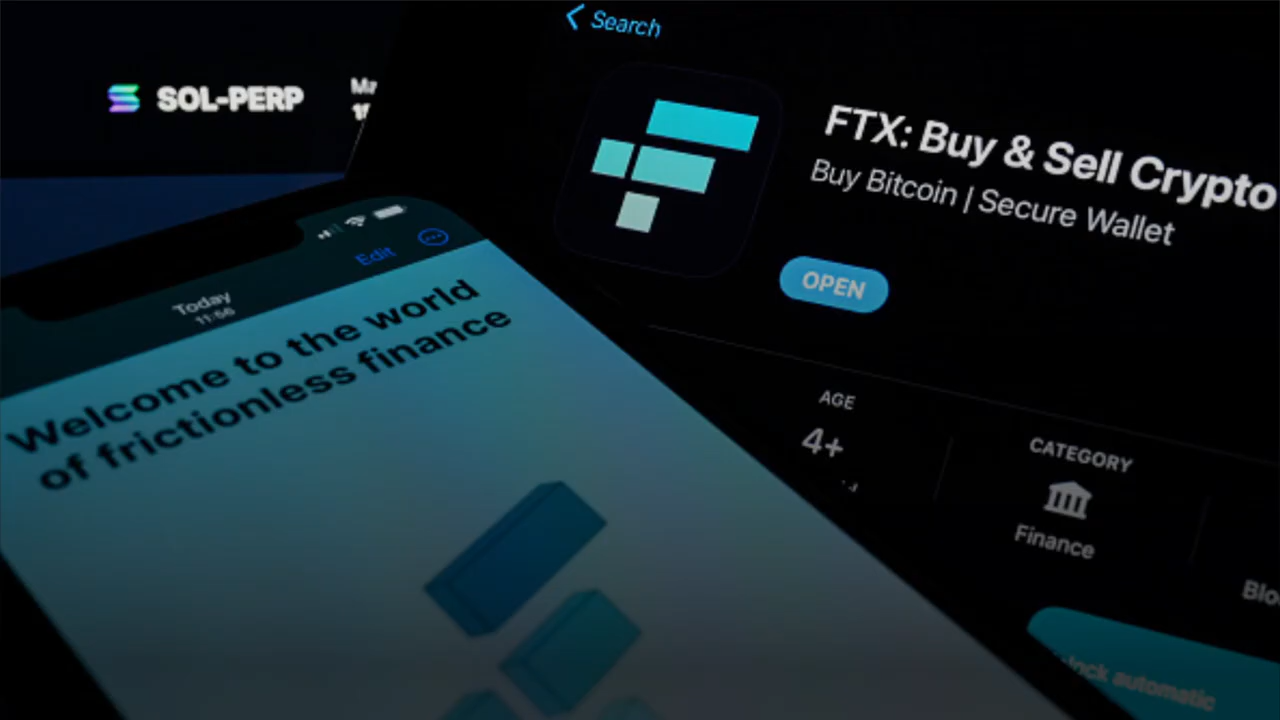 Search
SOL-PERP
FTX: Buy & Sell Crypto
Buy Bitcoin | Secure Wallet
OPEN
Edit
Today
11:56
Welcome to the world
of frictionless finance
AGE
4+
CATEGORY
Finance
automatic